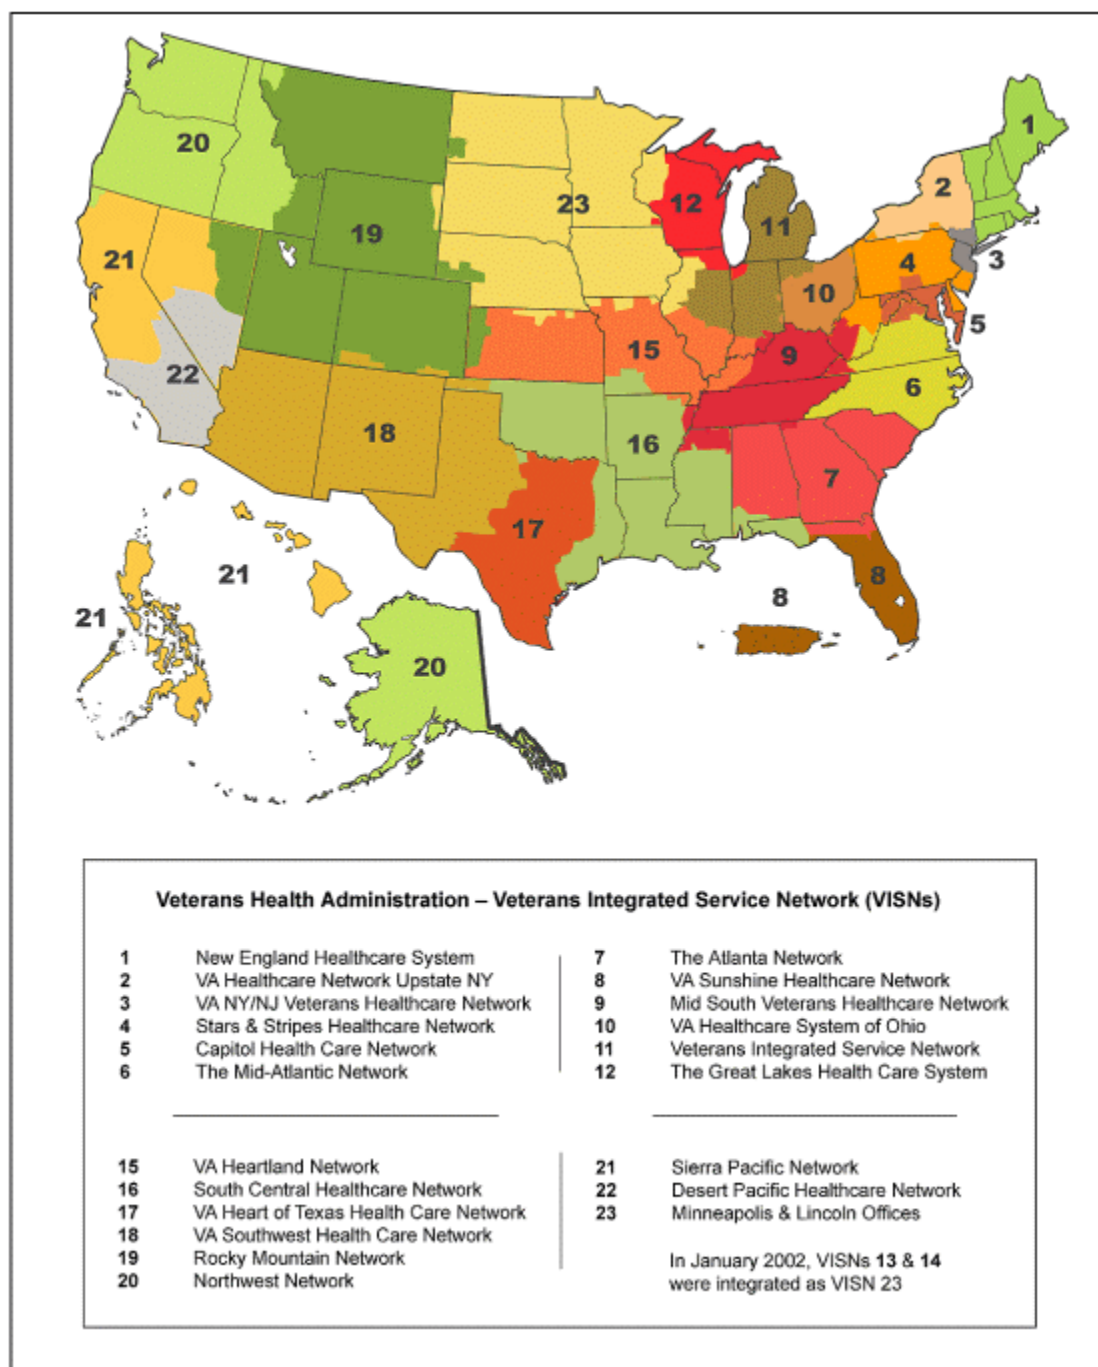 1
20
2
23
12
11
19
21
3
4
10
5
15
9
22
6
18
16
7
17
21
8
8
21
20
Veterans Health Administration – Veterans Integrated Service Network (VISNs)
1 New England Healthcare System
2 VA Healthcare Network Upstate NY
3 VA NY/NJ Veterans Healthcare Network
4 Stars & Stripes Healthcare Network
5 Capitol Health Care Network
6 The Mid-Atlantic Network
7 The Atlanta Network
8 VA Sunshine Healthcare Network
9 Mid South Veterans Healthcare Network
10 VA Healthcare System of Ohio
11 Veterans Integrated Service Network
12 The Great Lakes Health Care System
15 VA Heartland Network
16 South Central Healthcare Network
17 VA Heart of Texas Health Care Network
18 VA Southwest Health Care Network
19 Rocky Mountain Network
20 Northwest Network
21 Sierra Pacific Network
22 Desert Pacific Healthcare Network
23 Minneapolis & Lincoln Offices
In January 2002, VISNs 13 & 14
were integrated as VISN 23